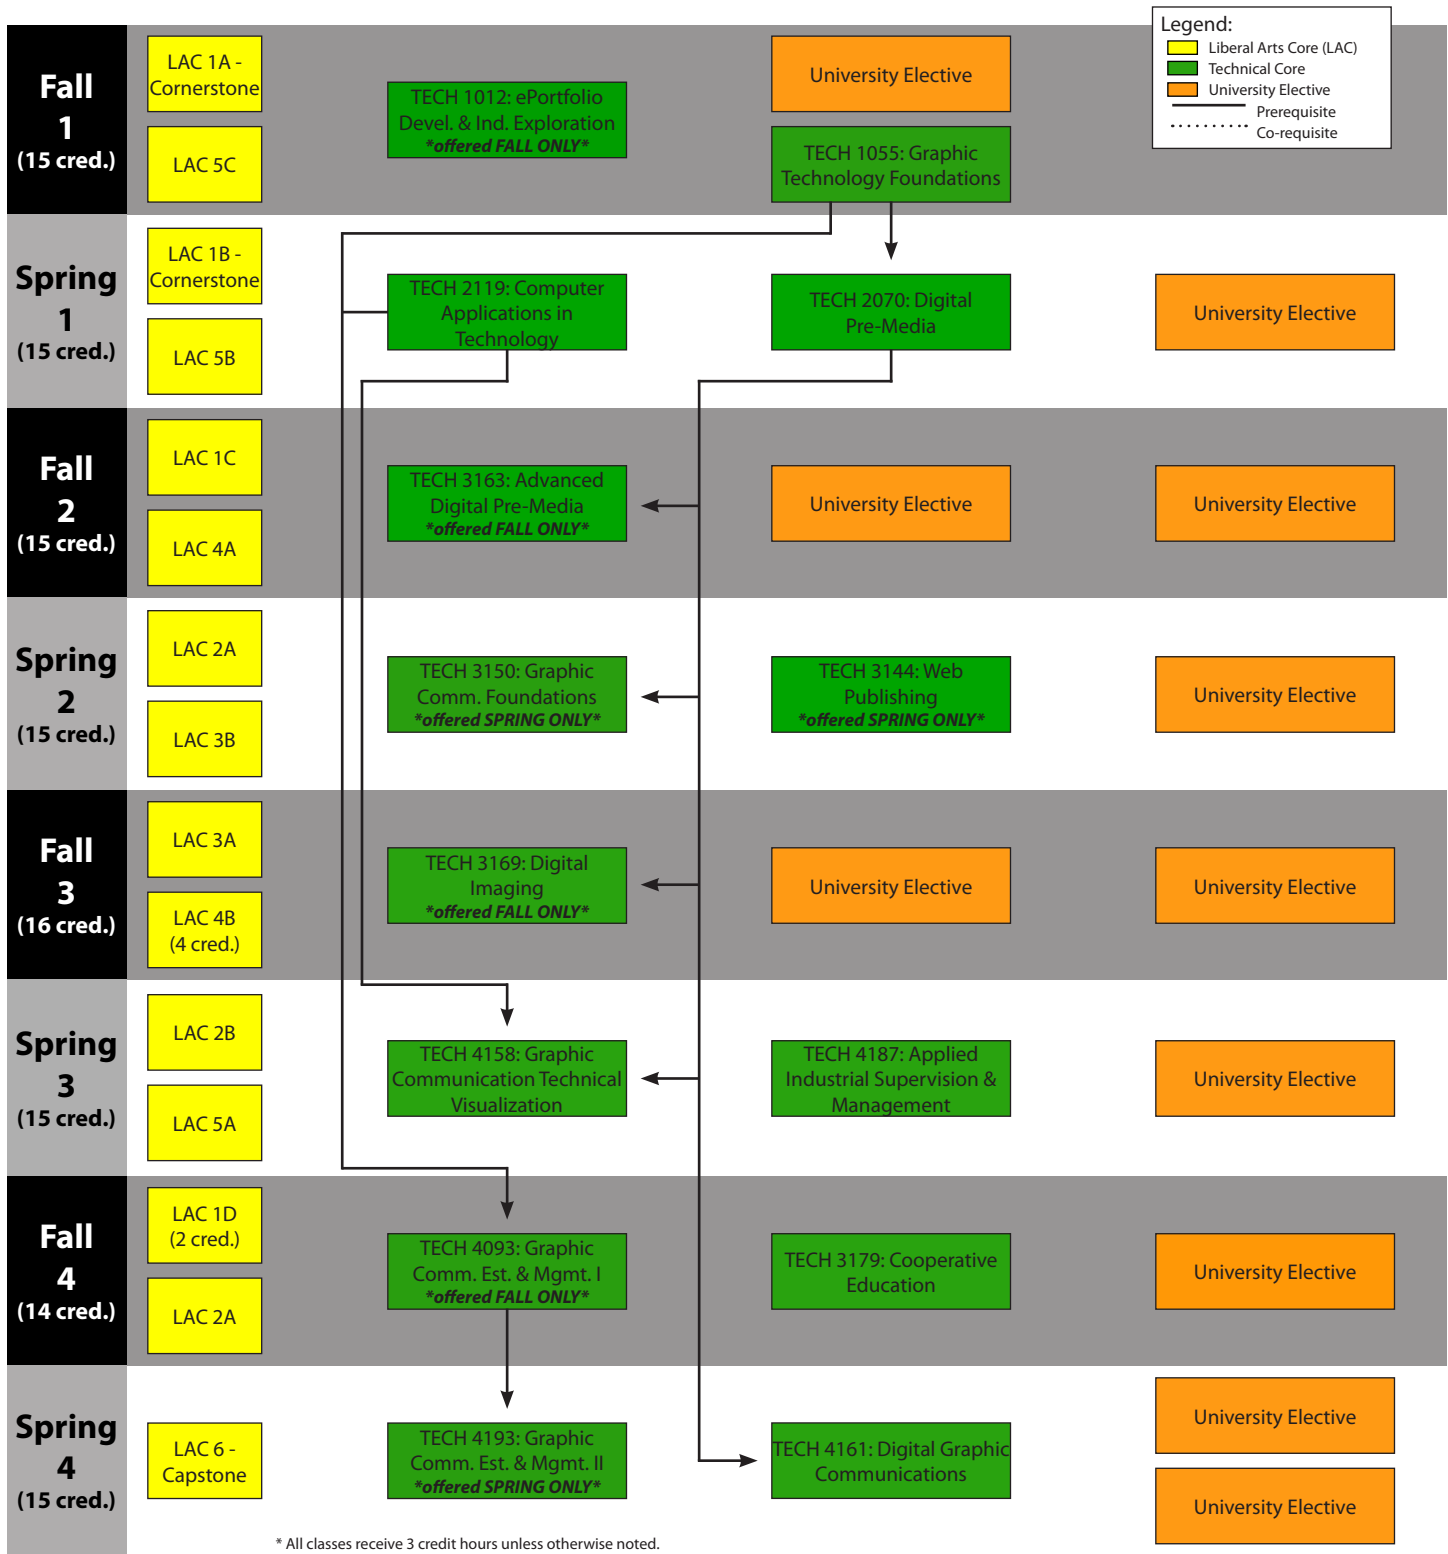 Legend:
Liberal Arts Core (LAC)
Technical Core
University Elective
Prerequisite
Co-requisite
Fall
1
(15 cred.)
LAC 1A -
Cornerstone
LAC 5C
TECH 1012: ePortfolio
Devel. & Ind. Exploration
*offered FALL ONLY*
University Elective
TECH 1055: Graphic
Technology Foundations
Spring
1
(15 cred.)
LAC 1B -
Cornerstone
LAC 5B
TECH 2119: Computer
Applications in
Technology
TECH 2070: Digital
Pre-Media
University Elective
Fall
2
(15 cred.)
LAC 1C
LAC 4A
TECH 3163: Advanced
Digital Pre-Media
*offered FALL ONLY*
University Elective
University Elective
Spring
2
(15 cred.)
LAC 2A
LAC 3B
TECH 3150: Graphic
Comm. Foundations
*offered SPRING ONLY*
TECH 3144: Web
Publishing
*offered SPRING ONLY*
University Elective
Fall
3
(16 cred.)
LAC 3A
LAC 4B
(4 cred.)
TECH 3169: Digital
Imaging
*offered FALL ONLY*
University Elective
University Elective
Spring
3
(15 cred.)
LAC 2B
LAC 5A
TECH 4158: Graphic
Communication Technical
Visualization
TECH 4187: Applied
Industrial Supervision &
Management
University Elective
Fall
4
(14 cred.)
LAC 1D
(2 cred.)
LAC 2A
TECH 4093: Graphic
Comm. Est. & Mgmt. I
*offered FALL ONLY*
TECH 3179: Cooperative
Education
University Elective
Spring
4
(15 cred.)
LAC 6 -
Capstone
TECH 4193: Graphic
Comm. Est. & Mgmt. II
*offered SPRING ONLY*
TECH 4161: Digital Graphic
Communications
University Elective
University Elective
* All classes receive 3 credit hours unless otherwise noted.